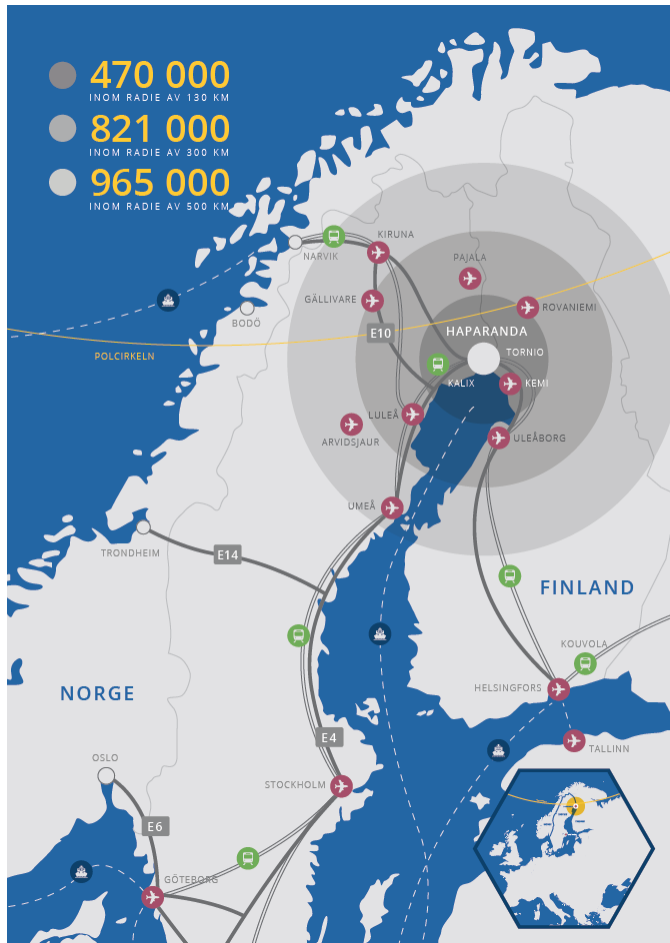 470 000
INOM RADIE AV 130 KM
821 000
INOM RADIE AV 300 KM
965 000
INOM RADIE AV 500 KM
KIRUNA
NARVIK
PAJALA
GÄLLIVARE
ROVANIEMI
BODÖ
E10
HAPARANDA
TORNIO
POLCIRKELN
KALIX
KEMI
LULEÅ
ARVIDSJAUR
ULEÅBORG
UMEÅ
TRONDHEIM
E14
FINLAND
KOUVOLA
NORGE
HELSINGFORS
E4
TALLINN
OSLO
STOCKHOLM
E6
GÖTEBORG